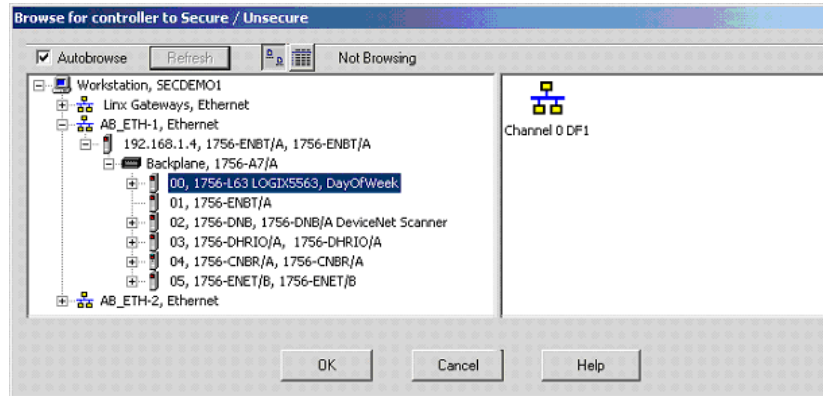 Browse for controller to Secure / Unsecure
Autobrowse Refresh Not Browsing
Workstation, SECDEMO1
Linx Gateways, Ethernet
AB_ETH-1, Ethernet
192.168.1.4, 1756-ENBT/A, 1756-ENBT/A
Backplane, 1756-A7/A
00, 1756-L63 LOGIX5563, DayOfWeek
01, 1756-ENBT/A
02, 1756-DNB, 1756-DNB/A DeviceNet Scanner
03, 1756-DHRIO/A, 1756-DHRIO/A
04, 1756-CNBR/A, 1756-CNBR/A
05, 1756-ENET/B, 1756-ENET/B
AB_ETH-2, Ethernet
Channel 0 DF1
OK Cancel Help